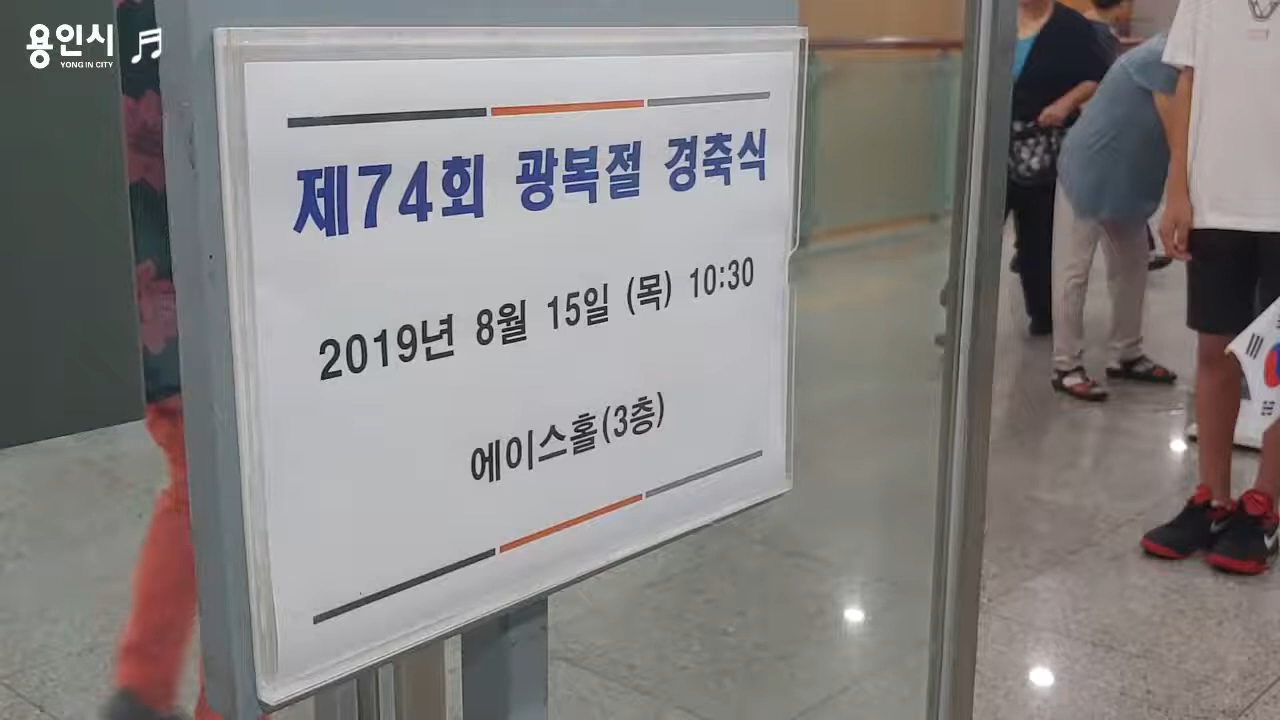 용인시
YONG IN CITY
제74회 광복절 경축식
2019년 8월 15일 (목) 10:30
에이스홀(3층)